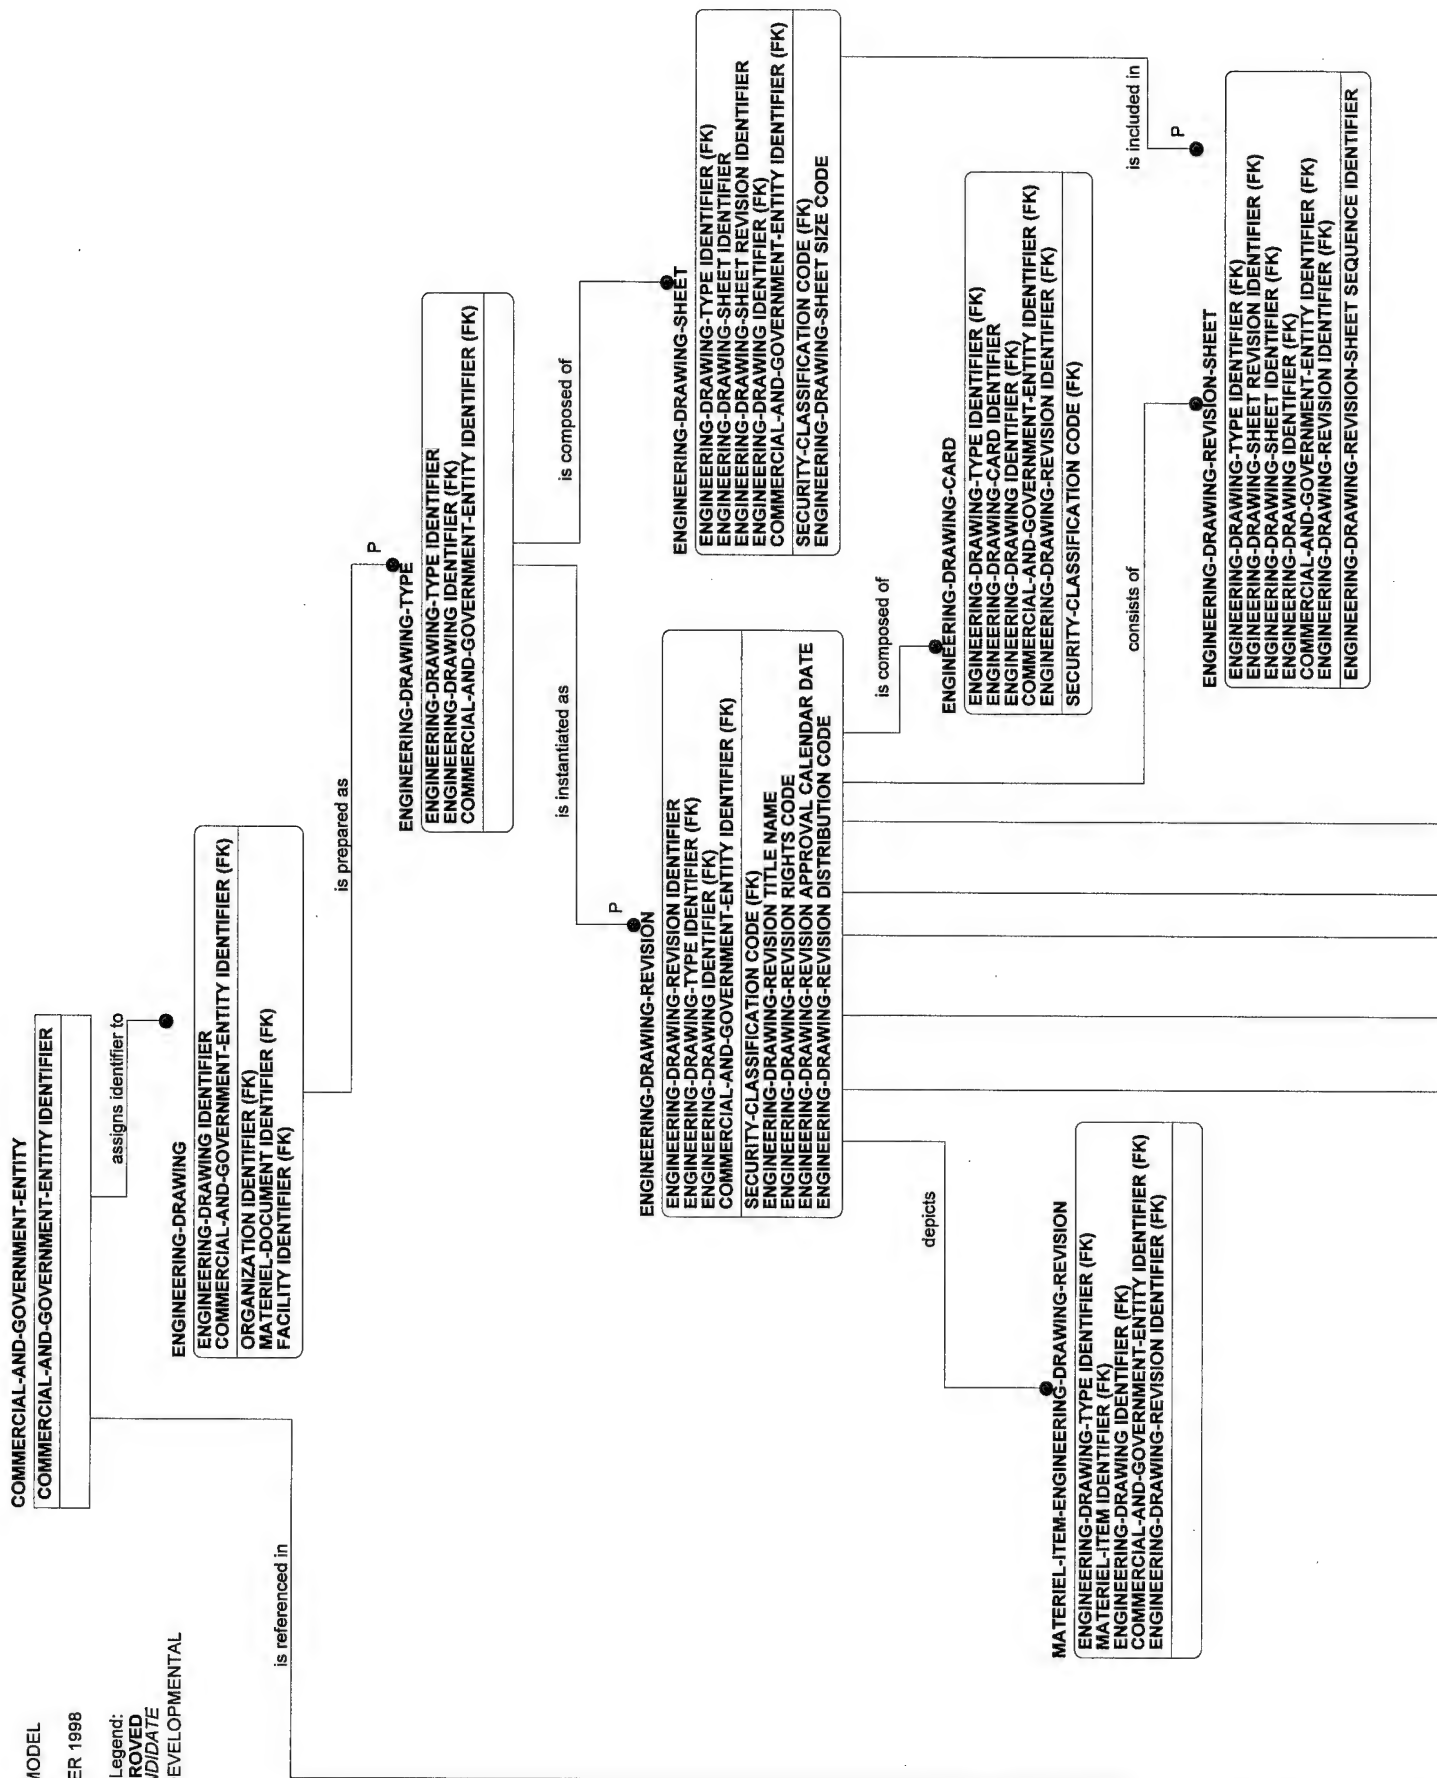 MODEL
ER 1998
Legend:
ROVED
NDIDATE
DEVELOPMENTAL
COMMERCIAL-AND-GOVERNMENT-ENTITY
COMMERCIAL-AND-GOVERNMENT-ENTITY IDENTIFIER
assigns identifier to
is referenced in
ENGINEERING-DRAWING
ENGINEERING-DRAWING IDENTIFIER
COMMERCIAL-AND-GOVERNMENT-ENTITY IDENTIFIER (FK)
ORGANIZATION IDENTIFIER (FK)
MATERIEL-DOCUMENT IDENTIFIER (FK)
FACILITY IDENTIFIER (FK)
is prepared as
P
ENGINEERING-DRAWING-TYPE
ENGINEERING-DRAWING-TYPE IDENTIFIER
ENGINEERING-DRAWING IDENTIFIER (FK)
COMMERCIAL-AND-GOVERNMENT-ENTITY IDENTIFIER (FK)
is instantiated as
is composed of
P
ENGINEERING-DRAWING-REVISION
ENGINEERING-DRAWING-REVISION IDENTIFIER
ENGINEERING-DRAWING-TYPE IDENTIFIER (FK)
ENGINEERING-DRAWING IDENTIFIER (FK)
COMMERCIAL-AND-GOVERNMENT-ENTITY IDENTIFIER (FK)
SECURITY-CLASSIFICATION CODE (FK)
ENGINEERING-DRAWING-REVISION TITLE NAME
ENGINEERING-DRAWING-REVISION RIGHTS CODE
ENGINEERING-DRAWING-REVISION APPROVAL CALENDAR DATE
ENGINEERING-DRAWING-REVISION DISTRIBUTION CODE
ENGINEERING-DRAWING-SHEET
ENGINEERING-DRAWING-TYPE IDENTIFIER (FK)
ENGINEERING-DRAWING-SHEET IDENTIFIER
ENGINEERING-DRAWING-SHEET REVISION IDENTIFIER
ENGINEERING-DRAWING IDENTIFIER (FK)
COMMERCIAL-AND-GOVERNMENT-ENTITY IDENTIFIER (FK)
SECURITY-CLASSIFICATION CODE (FK)
ENGINEERING-DRAWING-SHEET SIZE CODE
depicts
is composed of
consists of
is included in
P
MATERIEL-ITEM-ENGINEERING-DRAWING-REVISION
ENGINEERING-DRAWING-TYPE IDENTIFIER (FK)
MATERIEL-ITEM IDENTIFIER (FK)
ENGINEERING-DRAWING IDENTIFIER (FK)
COMMERCIAL-AND-GOVERNMENT-ENTITY IDENTIFIER (FK)
ENGINEERING-DRAWING-REVISION IDENTIFIER (FK)
ENGINEERING-DRAWING-CARD
ENGINEERING-DRAWING-TYPE IDENTIFIER (FK)
ENGINEERING-DRAWING-CARD IDENTIFIER
ENGINEERING-DRAWING IDENTIFIER (FK)
COMMERCIAL-AND-GOVERNMENT-ENTITY IDENTIFIER (FK)
ENGINEERING-DRAWING-REVISION IDENTIFIER (FK)
SECURITY-CLASSIFICATION CODE (FK)
ENGINEERING-DRAWING-REVISION-SHEET
ENGINEERING-DRAWING-TYPE IDENTIFIER (FK)
ENGINEERING-DRAWING-SHEET REVISION IDENTIFIER (FK)
ENGINEERING-DRAWING-SHEET IDENTIFIER (FK)
ENGINEERING-DRAWING IDENTIFIER (FK)
COMMERCIAL-AND-GOVERNMENT-ENTITY IDENTIFIER (FK)
ENGINEERING-DRAWING-REVISION IDENTIFIER (FK)
ENGINEERING-DRAWING-REVISION-SHEET SEQUENCE IDENTIFIER